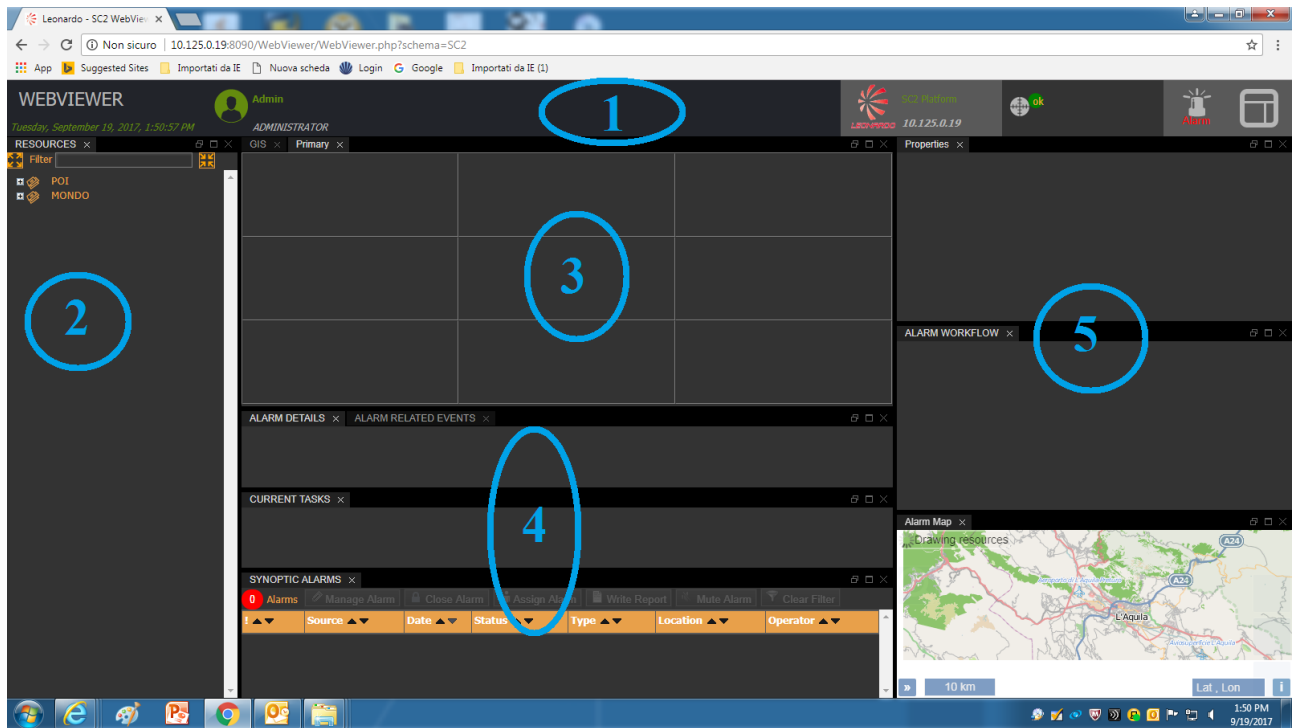 Leonardo - SC2 WebView
Non sicuro | 10.125.0.19:8090/WebViewer/WebViewer.php?schema=SC2
App Suggested Sites Importati da IE Nuova scheda Login Google Importati da IE (1)
WEBVIEWER
Tuesday, September 19, 2017, 1:50:57 PM
Admin
ADMINISTRATOR
1
LEONARDO
SC2 Platform
10.125.0.19
ok
Alarm
RESOURCES
Filter
POI
MONDO
2
GIS Primary
3
Properties
ALARM WORKFLOW
5
ALARM DETAILS ALARM RELATED EVENTS
CURRENT TASKS
4
SYNOPTIC ALARMS
0 Alarms Manage Alarm Close Alarm Assign Alarm Write Report Mute Alarm Clear Filter
! Source Date Status Type Location Operator
Alarm Map
Drawing resources
A24
A24
L'Aquila
10 km
Lat , Lon
1:50 PM
9/19/2017